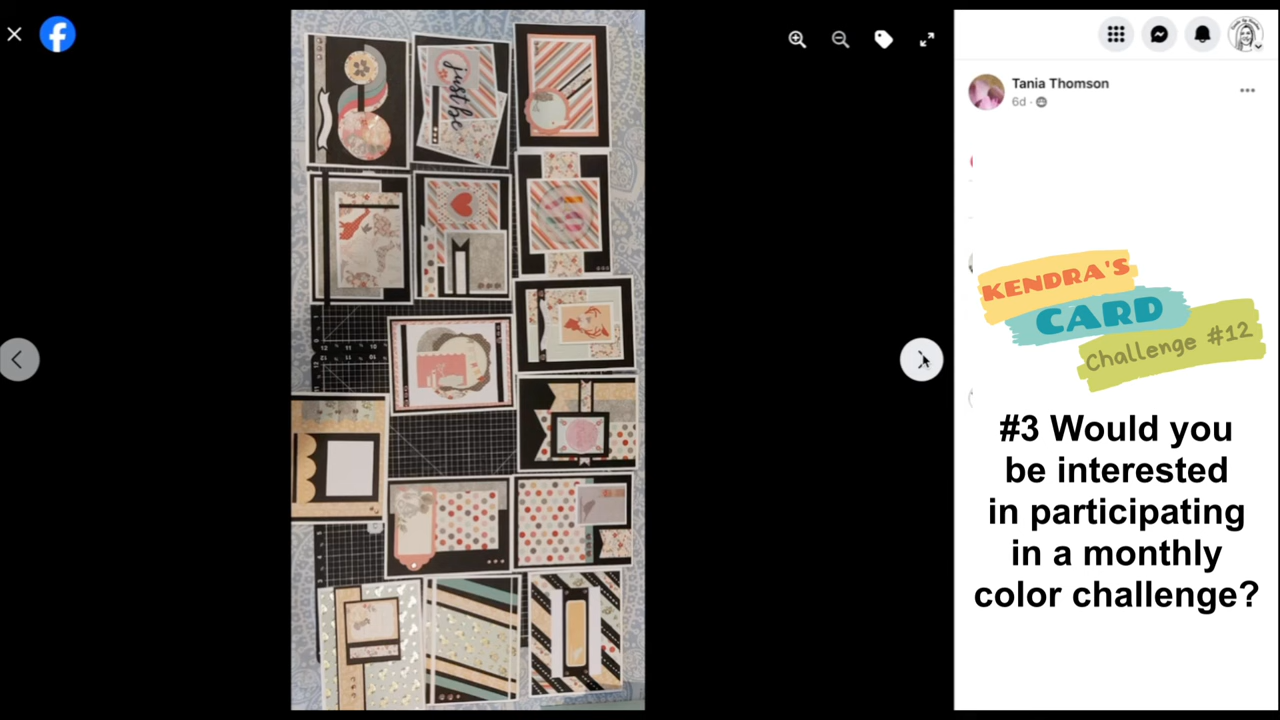 Tania Thomson
6d
just be
KENDRA'S
CARD
Challenge #12
#3 Would you
be interested
in participating
in a monthly
color challenge?